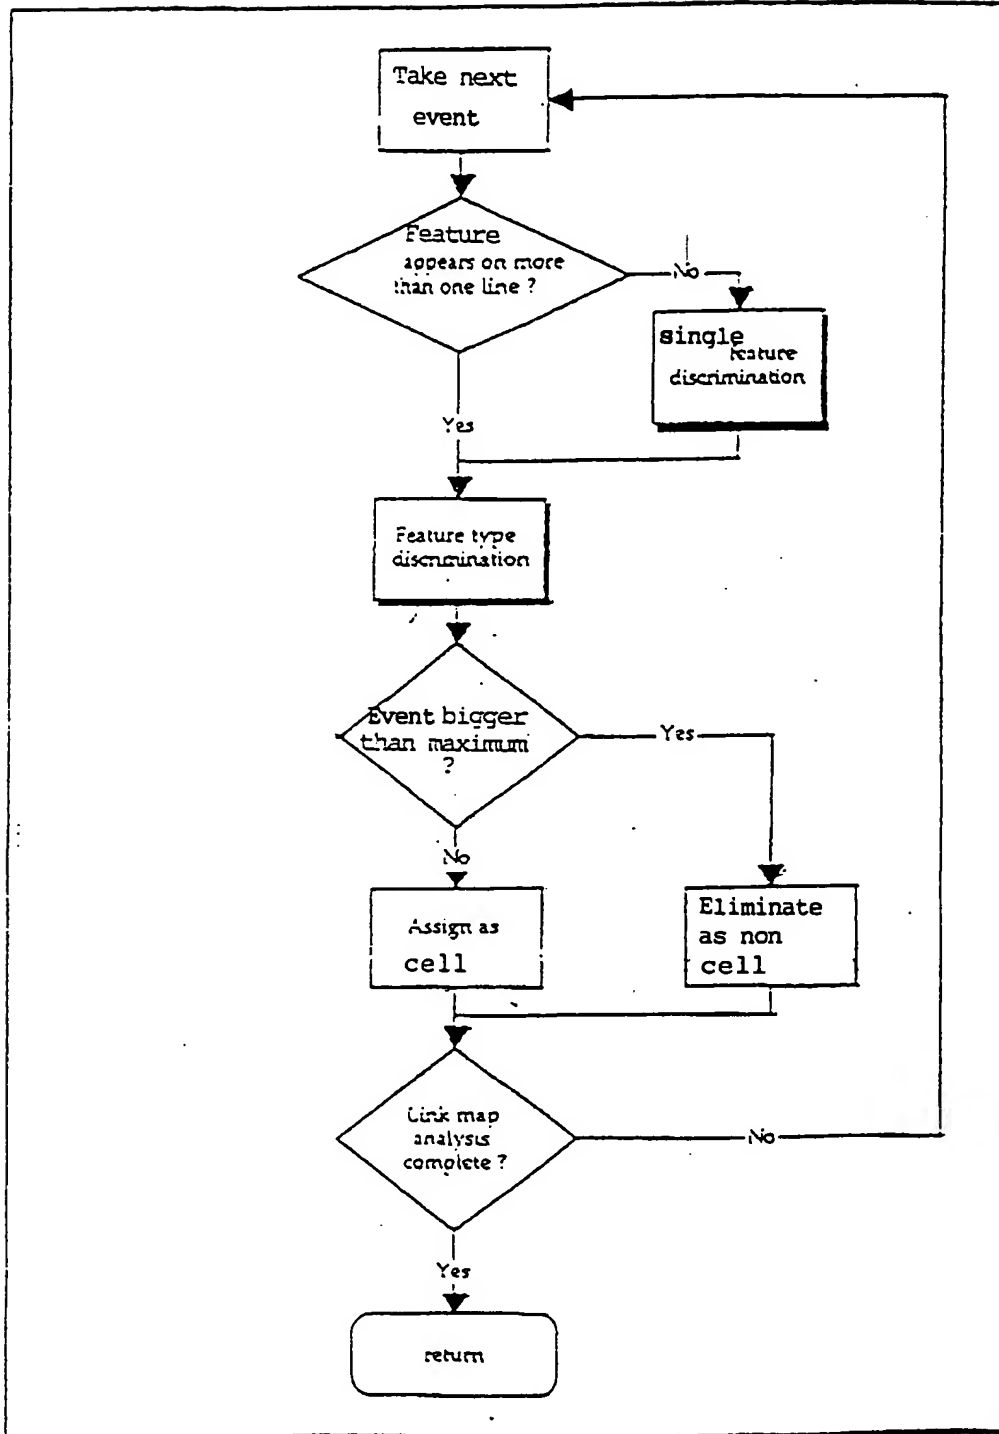 Take next
event
Feature
appears on more
than one line ?
No
single
feature
discrimination
Yes
Feature type
discrimination
Event bigger
than maximum
?
Yes
No
Assign as
cell
Eliminate
as non
cell
Link map
analysis
complete ?
No
Yes
return